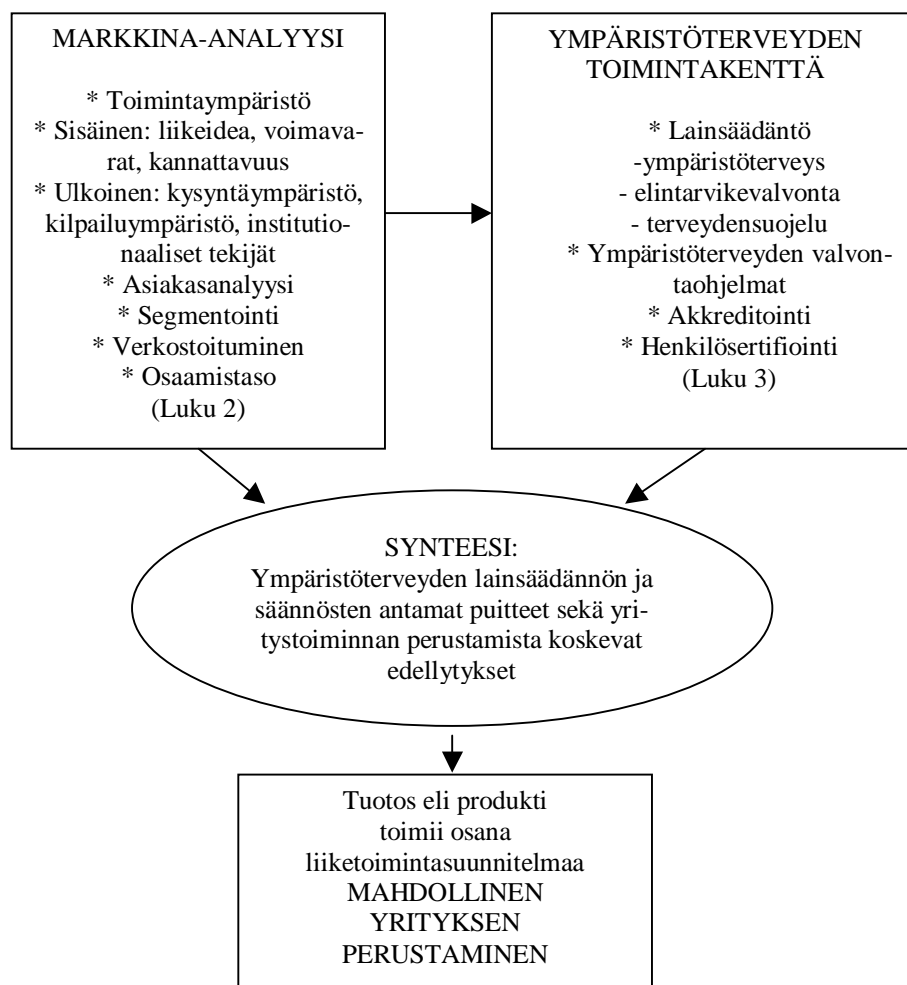 MARKKINA-ANALYYSI
* Toimintaympäristö
* Sisäinen: liikeidea, voimava-
rat, kannattavuus
* Ulkoinen: kysyntäympäristö,
kilpailuympäristö, institutio-
naaliset tekijät
* Asiakasanalyysi
* Segmentointi
* Verkostoituminen
* Osaamistaso
(Luku 2)
YMPÄRISTÖTERVEYDEN
TOIMINTAKENTTÄ
* Lainsäädäntö
-ympäristöterveys
- elintarvikevalvonta
- terveydensuojelu
* Ympäristöterveyden valvon-
taohjelmat
* Akkreditointi
* Henkilösertifiointi
(Luku 3)
SYNTEESI:
Ympäristöterveyden lainsäädännön ja
säännösten antamat puitteet sekä yri-
tystoiminnan perustamista koskevat
edellytykset
Tuotos eli produkti
toimii osana
liiketoimintasuunnitelmaa
MAHDOLLINEN
YRITYKSEN
PERUSTAMINEN